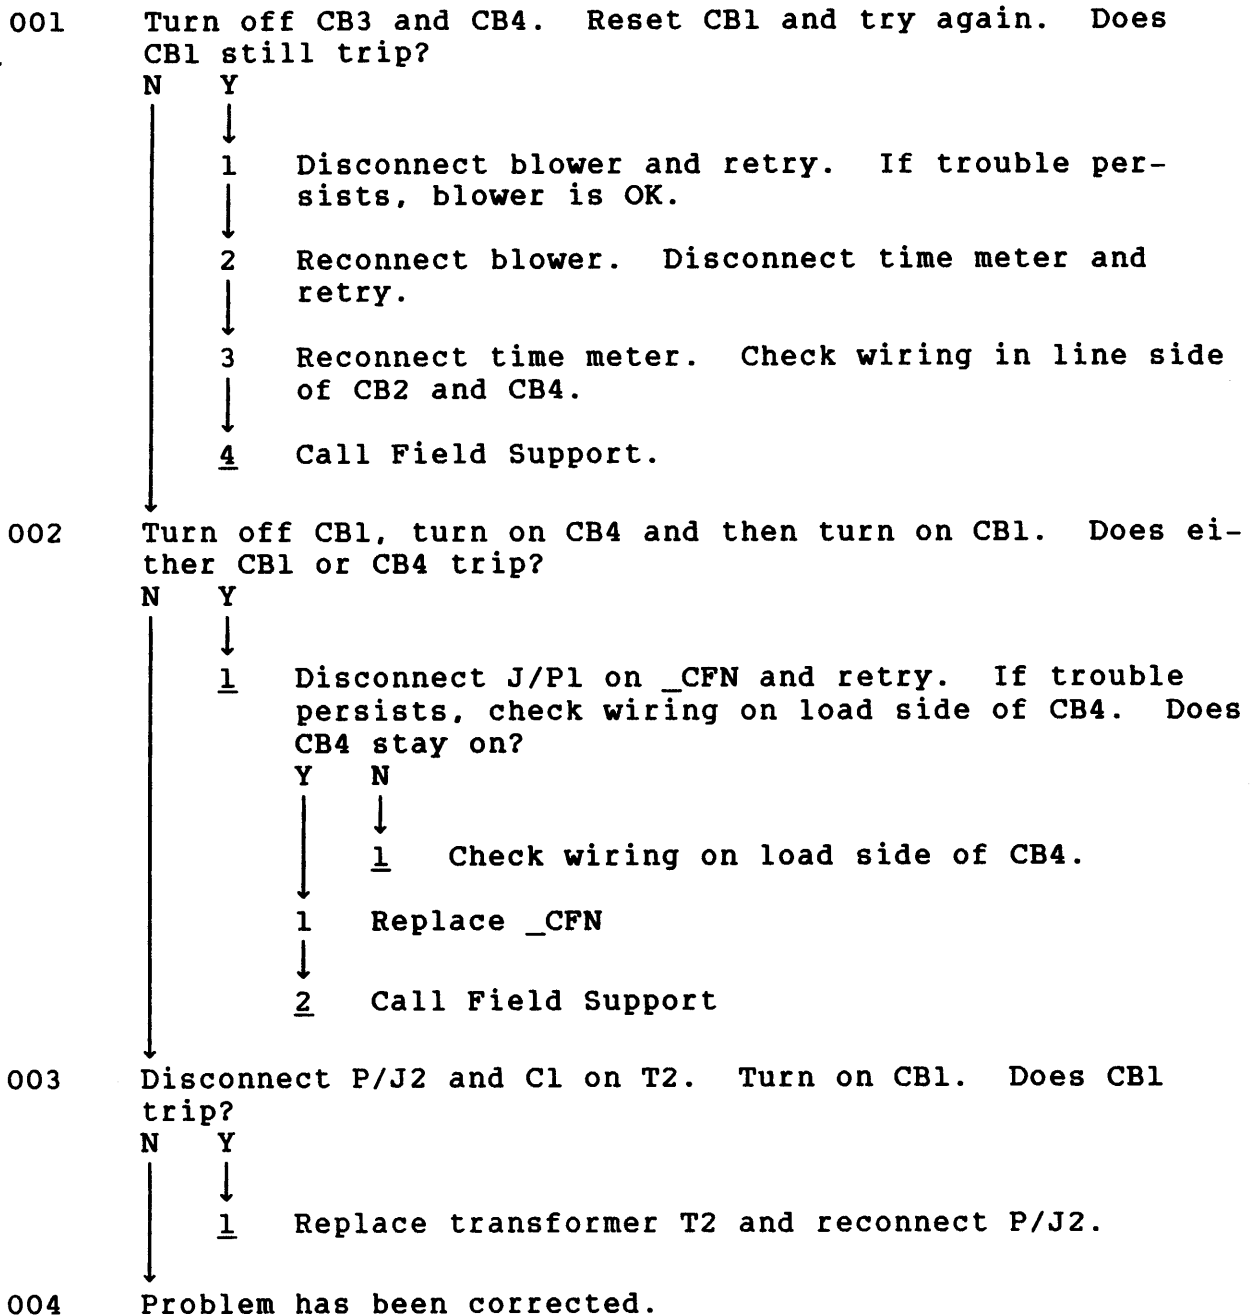 001 Turn off CB3 and CB4. Reset CB1 and try again. Does
CB1 still trip?
N Y
1 Disconnect blower and retry. If trouble per-
sists, blower is OK.
2 Reconnect blower. Disconnect time meter and
retry.
3 Reconnect time meter. Check wiring in line side
of CB2 and CB4.
4 Call Field Support.
002 Turn off CB1, turn on CB4 and then turn on CB1. Does ei-
ther CB1 or CB4 trip?
N Y
1 Disconnect J/P1 on _CFN and retry. If trouble
persists, check wiring on load side of CB4. Does
CB4 stay on?
Y N
1 Check wiring on load side of CB4.
1 Replace _CFN
2 Call Field Support
003 Disconnect P/J2 and C1 on T2. Turn on CB1. Does CB1
trip?
N Y
1 Replace transformer T2 and reconnect P/J2.
004 Problem has been corrected.